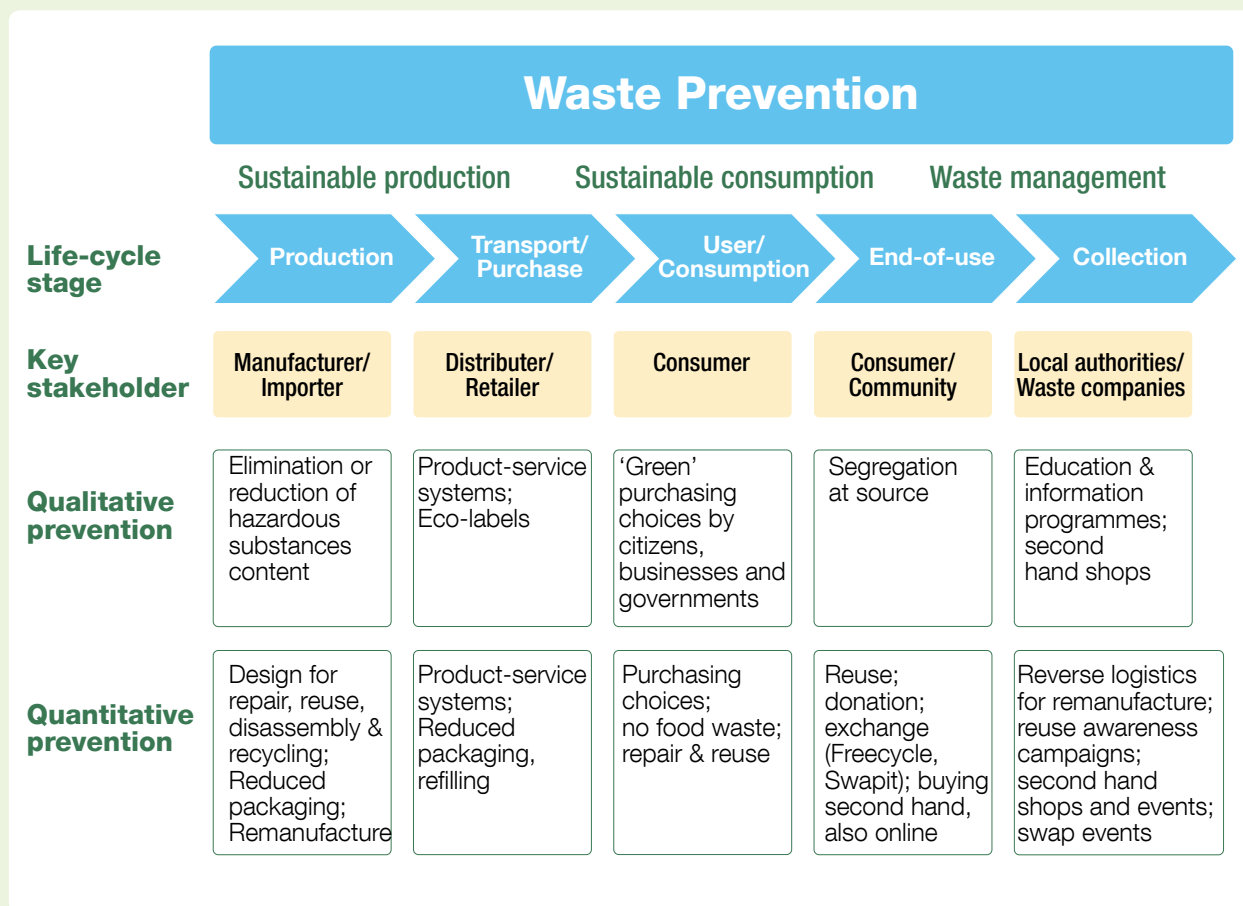 Waste Prevention
Sustainable production
Sustainable consumption
Waste management
Life-cycle
stage
Production
Transport/
Purchase
User/
Consumption
End-of-use
Collection
Key
stakeholder
Manufacturer/
Importer
Distributer/
Retailer
Consumer
Consumer/
Community
Local authorities/
Waste companies
Qualitative
prevention
Elimination or
reduction of
hazardous
substances
content
Product-service
systems;
Eco-labels
‘Green’
purchasing
choices by
citizens,
businesses and
governments
Segregation
at source
Education &
information
programmes;
second
hand shops
Quantitative
prevention
Design for
repair, reuse,
disassembly &
recycling;
Reduced
packaging;
Remanufacture
Product-service
systems;
Reduced
packaging,
refilling
Purchasing
choices;
no food waste;
repair & reuse
Reuse;
donation;
exchange
(Freecycle,
Swapit); buying
second hand,
also online
Reverse logistics
for remanufacture;
reuse awareness
campaigns;
second hand
shops and events;
swap events